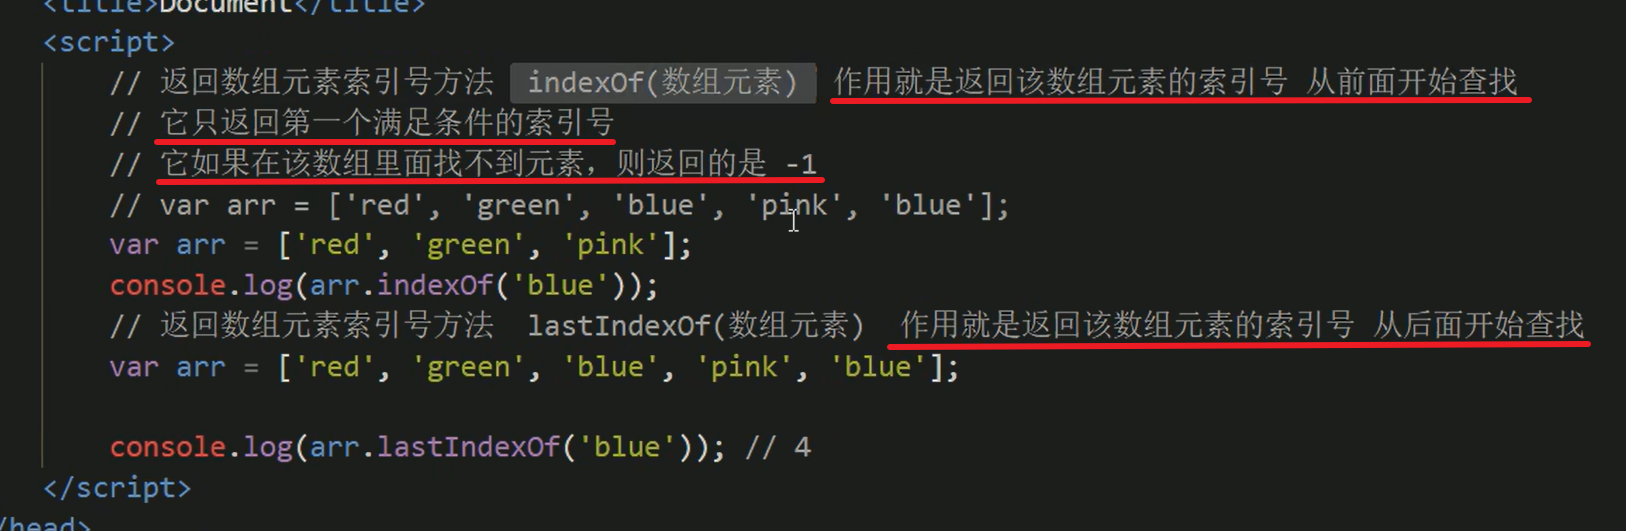 <title>Document</title>
<script>
// 返回数组元素索引号方法 indexOf(数组元素) 作用就是返回该数组元素的索引号 从前面开始查找
// 它只返回第一个满足条件的索引号
// 它如果在该数组里面找不到元素，则返回的是 -1
// var arr = ['red', 'green', 'blue', 'pink', 'blue'];
var arr = ['red', 'green', 'pink'];
console.log(arr.indexOf('blue'));
// 返回数组元素索引号方法 lastIndexOf(数组元素) 作用就是返回该数组元素的索引号 从后面开始查找
var arr = ['red', 'green', 'blue', 'pink', 'blue'];
console.log(arr.lastIndexOf('blue')); // 4
</script>
/head>